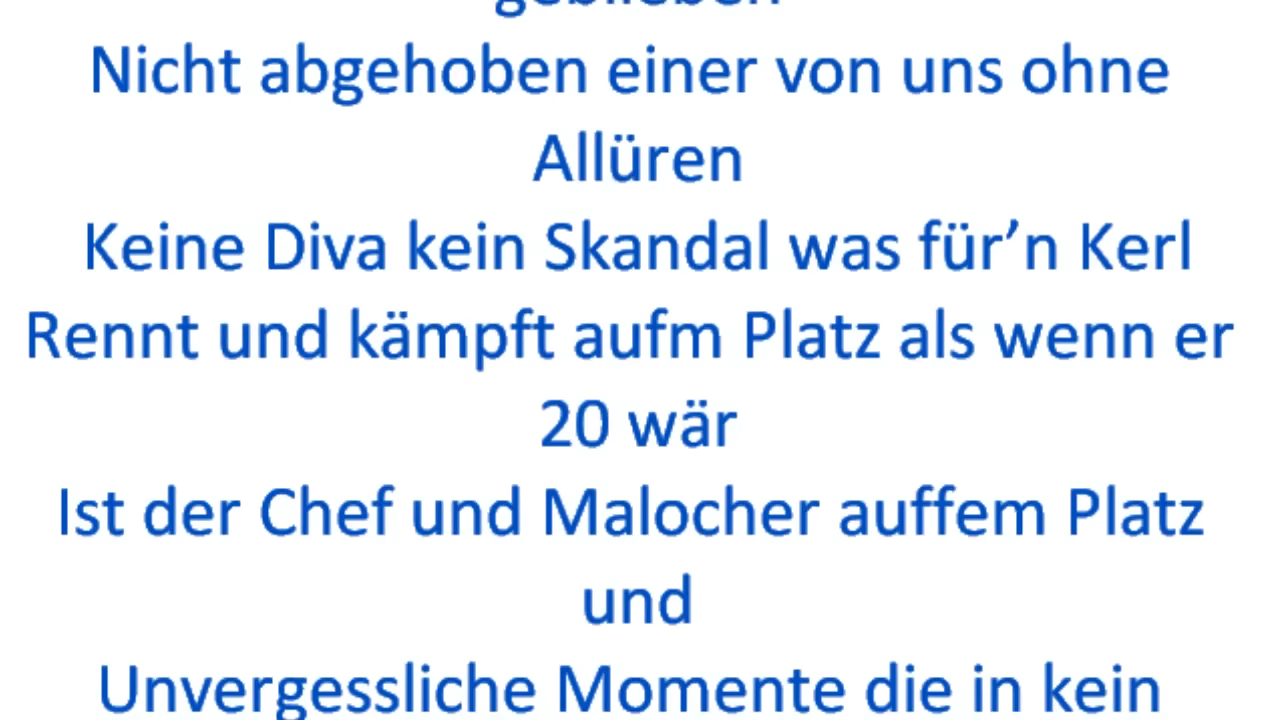 geblieben
Nicht abgehoben einer von uns ohne
Allüren
Keine Diva kein Skandal was für’n Kerl
Rennt und kämpft aufm Platz als wenn er
20 wär
Ist der Chef und Malocher auffem Platz
und
Unvergessliche Momente die in kein